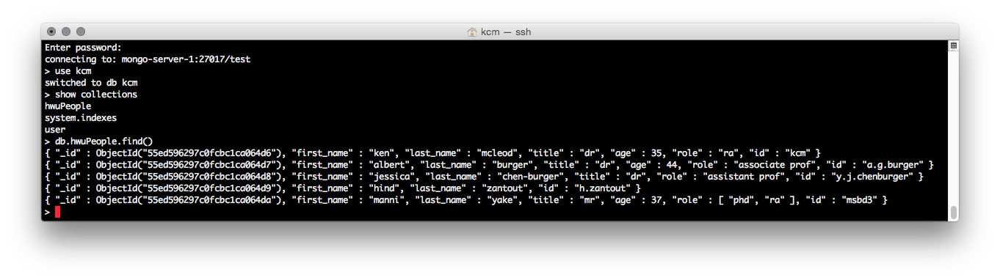 kcm — ssh
Enter password:
connecting to: mongo-server-1:27017/test
> use kcm
switched to db kcm
> show collections
hwuPeople
system.indexes
user
> db.hwuPeople.find()
{ "_id" : ObjectId("55ed596297c0fcbc1ca064d6"), "first_name" : "ken", "last_name" : "mcleod", "title" : "dr", "age" : 35, "role" : "ra", "id" : "kcm" }
{ "_id" : ObjectId("55ed596297c0fcbc1ca064d7"), "first_name" : "albert", "last_name" : "burger", "title" : "dr", "age" : 44, "role" : "associate prof", "id" : "a.g.burger" }
{ "_id" : ObjectId("55ed596297c0fcbc1ca064d8"), "first_name" : "jessica", "last_name" : "chen-burger", "title" : "dr", "role" : "assistant prof", "id" : "y.j.chenburger" }
{ "_id" : ObjectId("55ed596297c0fcbc1ca064d9"), "first_name" : "hind", "last_name" : "zantout", "id" : "h.zantout" }
{ "_id" : ObjectId("55ed596297c0fcbc1ca064da"), "first_name" : "manni", "last_name" : "yake", "title" : "mr", "age" : 37, "role" : [ "phd", "ra" ], "id" : "msbd3" }
>